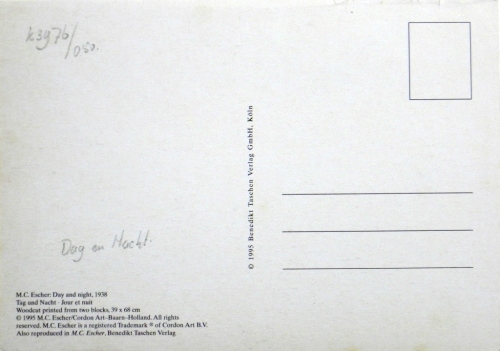 k3976/
050.
© 1995 Benedikt Taschen Verlag GmbH, Köln
Dag en Nacht.
M.C. Escher: Day and night, 1938
Tag und Nacht · Jour et nuit
Woodcut printed from two blocks, 39 x 68 cm
© 1995 M.C. Escher/Cordon Art–Baarn–Holland. All rights
reserved. M.C. Escher is a registered Trademark ® of Cordon Art B.V.
Also reproduced in M.C. Escher, Benedikt Taschen Verlag